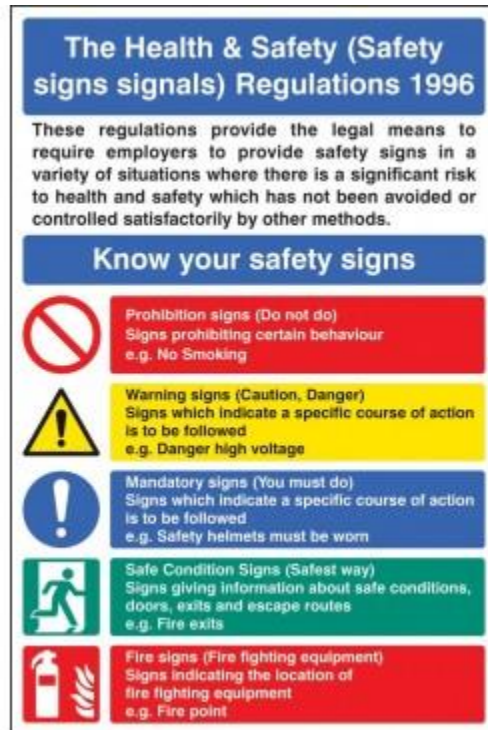 The Health & Safety (Safety
signs signals) Regulations 1996
These regulations provide the legal means to
require employers to provide safety signs in a
variety of situations where there is a significant risk
to health and safety which has not been avoided or
controlled satisfactorily by other methods.
Know your safety signs
Prohibition signs (Do not do)
Signs prohibiting certain behaviour
e.g. No Smoking
Warning signs (Caution, Danger)
Signs which indicate a specific course of action
is to be followed
e.g. Danger high voltage
Mandatory signs (You must do)
Signs which indicate a specific course of action
is to be followed
e.g. Safety helmets must be worn
Safe Condition Signs (Safest way)
Signs giving information about safe conditions,
doors, exits and escape routes
e.g. Fire exits
Fire signs (Fire fighting equipment)
Signs indicating the location of
fire fighting equipment
e.g. Fire point